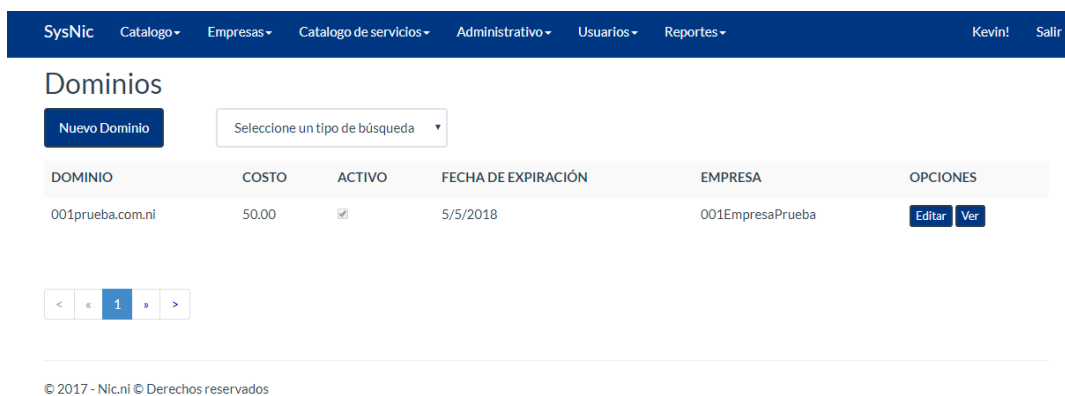 SysNic Catalogo Empresas Catalogo de servicios Administrativo Usuarios Reportes Kevin! Salir
Dominios
Nuevo Dominio Seleccione un tipo de búsqueda
DOMINIO COSTO ACTIVO FECHA DE EXPIRACIÓN EMPRESA OPCIONES
001prueba.com.ni 50.00 5/5/2018 001EmpresaPrueba Editar Ver
< « 1 » >
© 2017 - Nic.ni © Derechos reservados